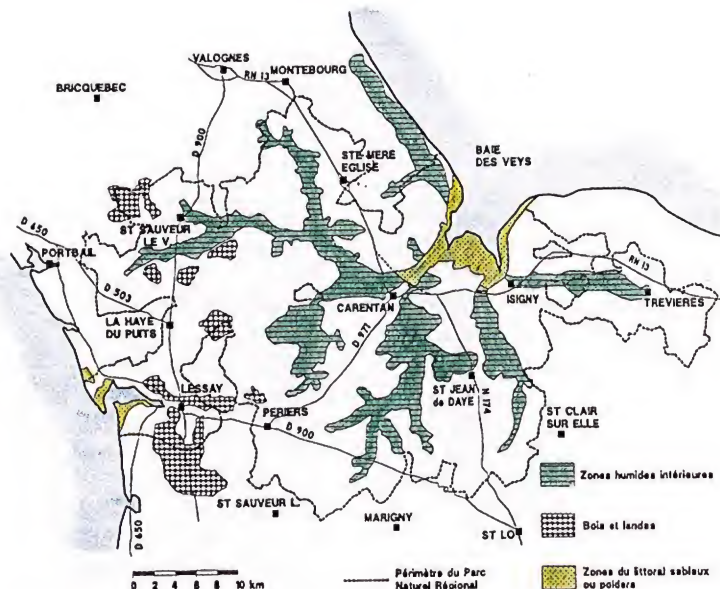 VALOGNES
RN 13
MONTEBOURG
BRICQUEBEC
D 900
STE-MERE
EGLISE
BAIE
DES VEYS
D 650
ST SAUVEUR
LE V.
PORTBAIL
D 503
RN 13
ISIGNY
TREVIERES
CARENTAN
LA HAYE
DU PUITS
D 971
LESSAY
ST JEAN
de DAYE
N 174
PERIERS
D 900
ST CLAIR
SUR ELLE
Zones humides intérieures
ST SAUVEUR L.
MARIGNY
ST LO
Bois et landes
D 650
0 2 4 6 8 10 km
Périmètre du Parc
Naturel Régional
Zones du littoral sableux
ou polders